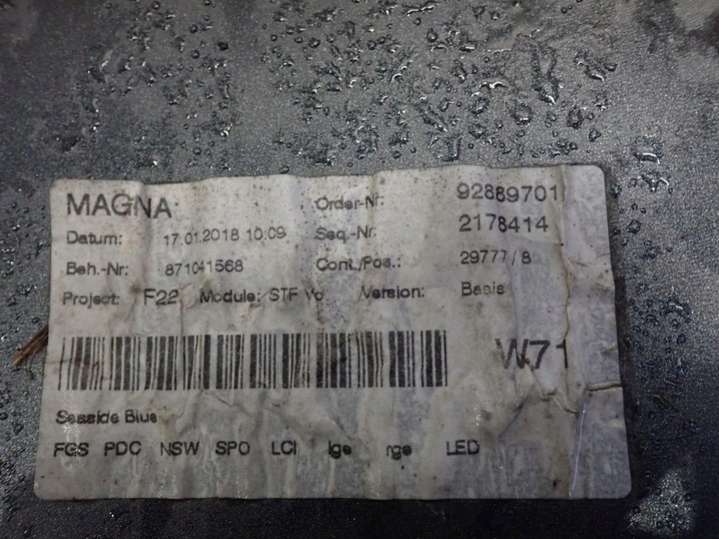 MAGNA Order-Nr: 92889701
Datum: 17.01.2018 10:09 Seq.-Nr: 2178414
Beh.-Nr: 871041568 Cont./Pos.: 29777/8
Project: F22 Module: STF Vo Version: Basis
W71
Seaside Blue
FGS PDC NSW SPO LCI lge rge LED